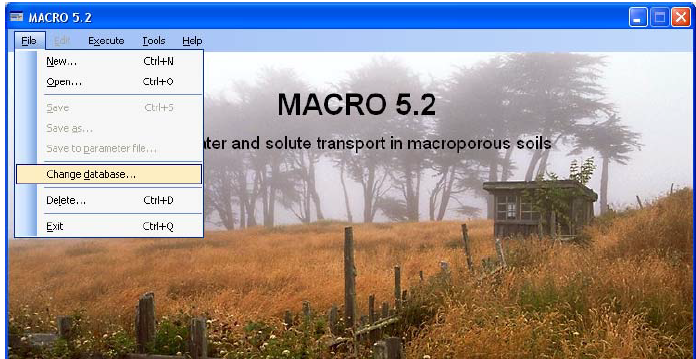 MACRO 5.2
File Edit Execute Tools Help
New... Ctrl+N
Open... Ctrl+O
Save Ctrl+S
Save as...
Save to parameter file...
Change database...
Delete... Ctrl+D
Exit Ctrl+Q
MACRO 5.2
and solute transport in macroporous soils